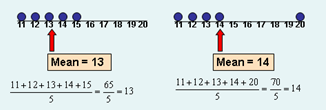 11 12 13 14 15 16 17 18 19 20
Mean = 13
11+12+13+14+15
5
= 65
5
= 13
11 12 13 14 15 16 17 18 19 20
Mean = 14
11+12+13+14+20
5
= 70
5
= 14